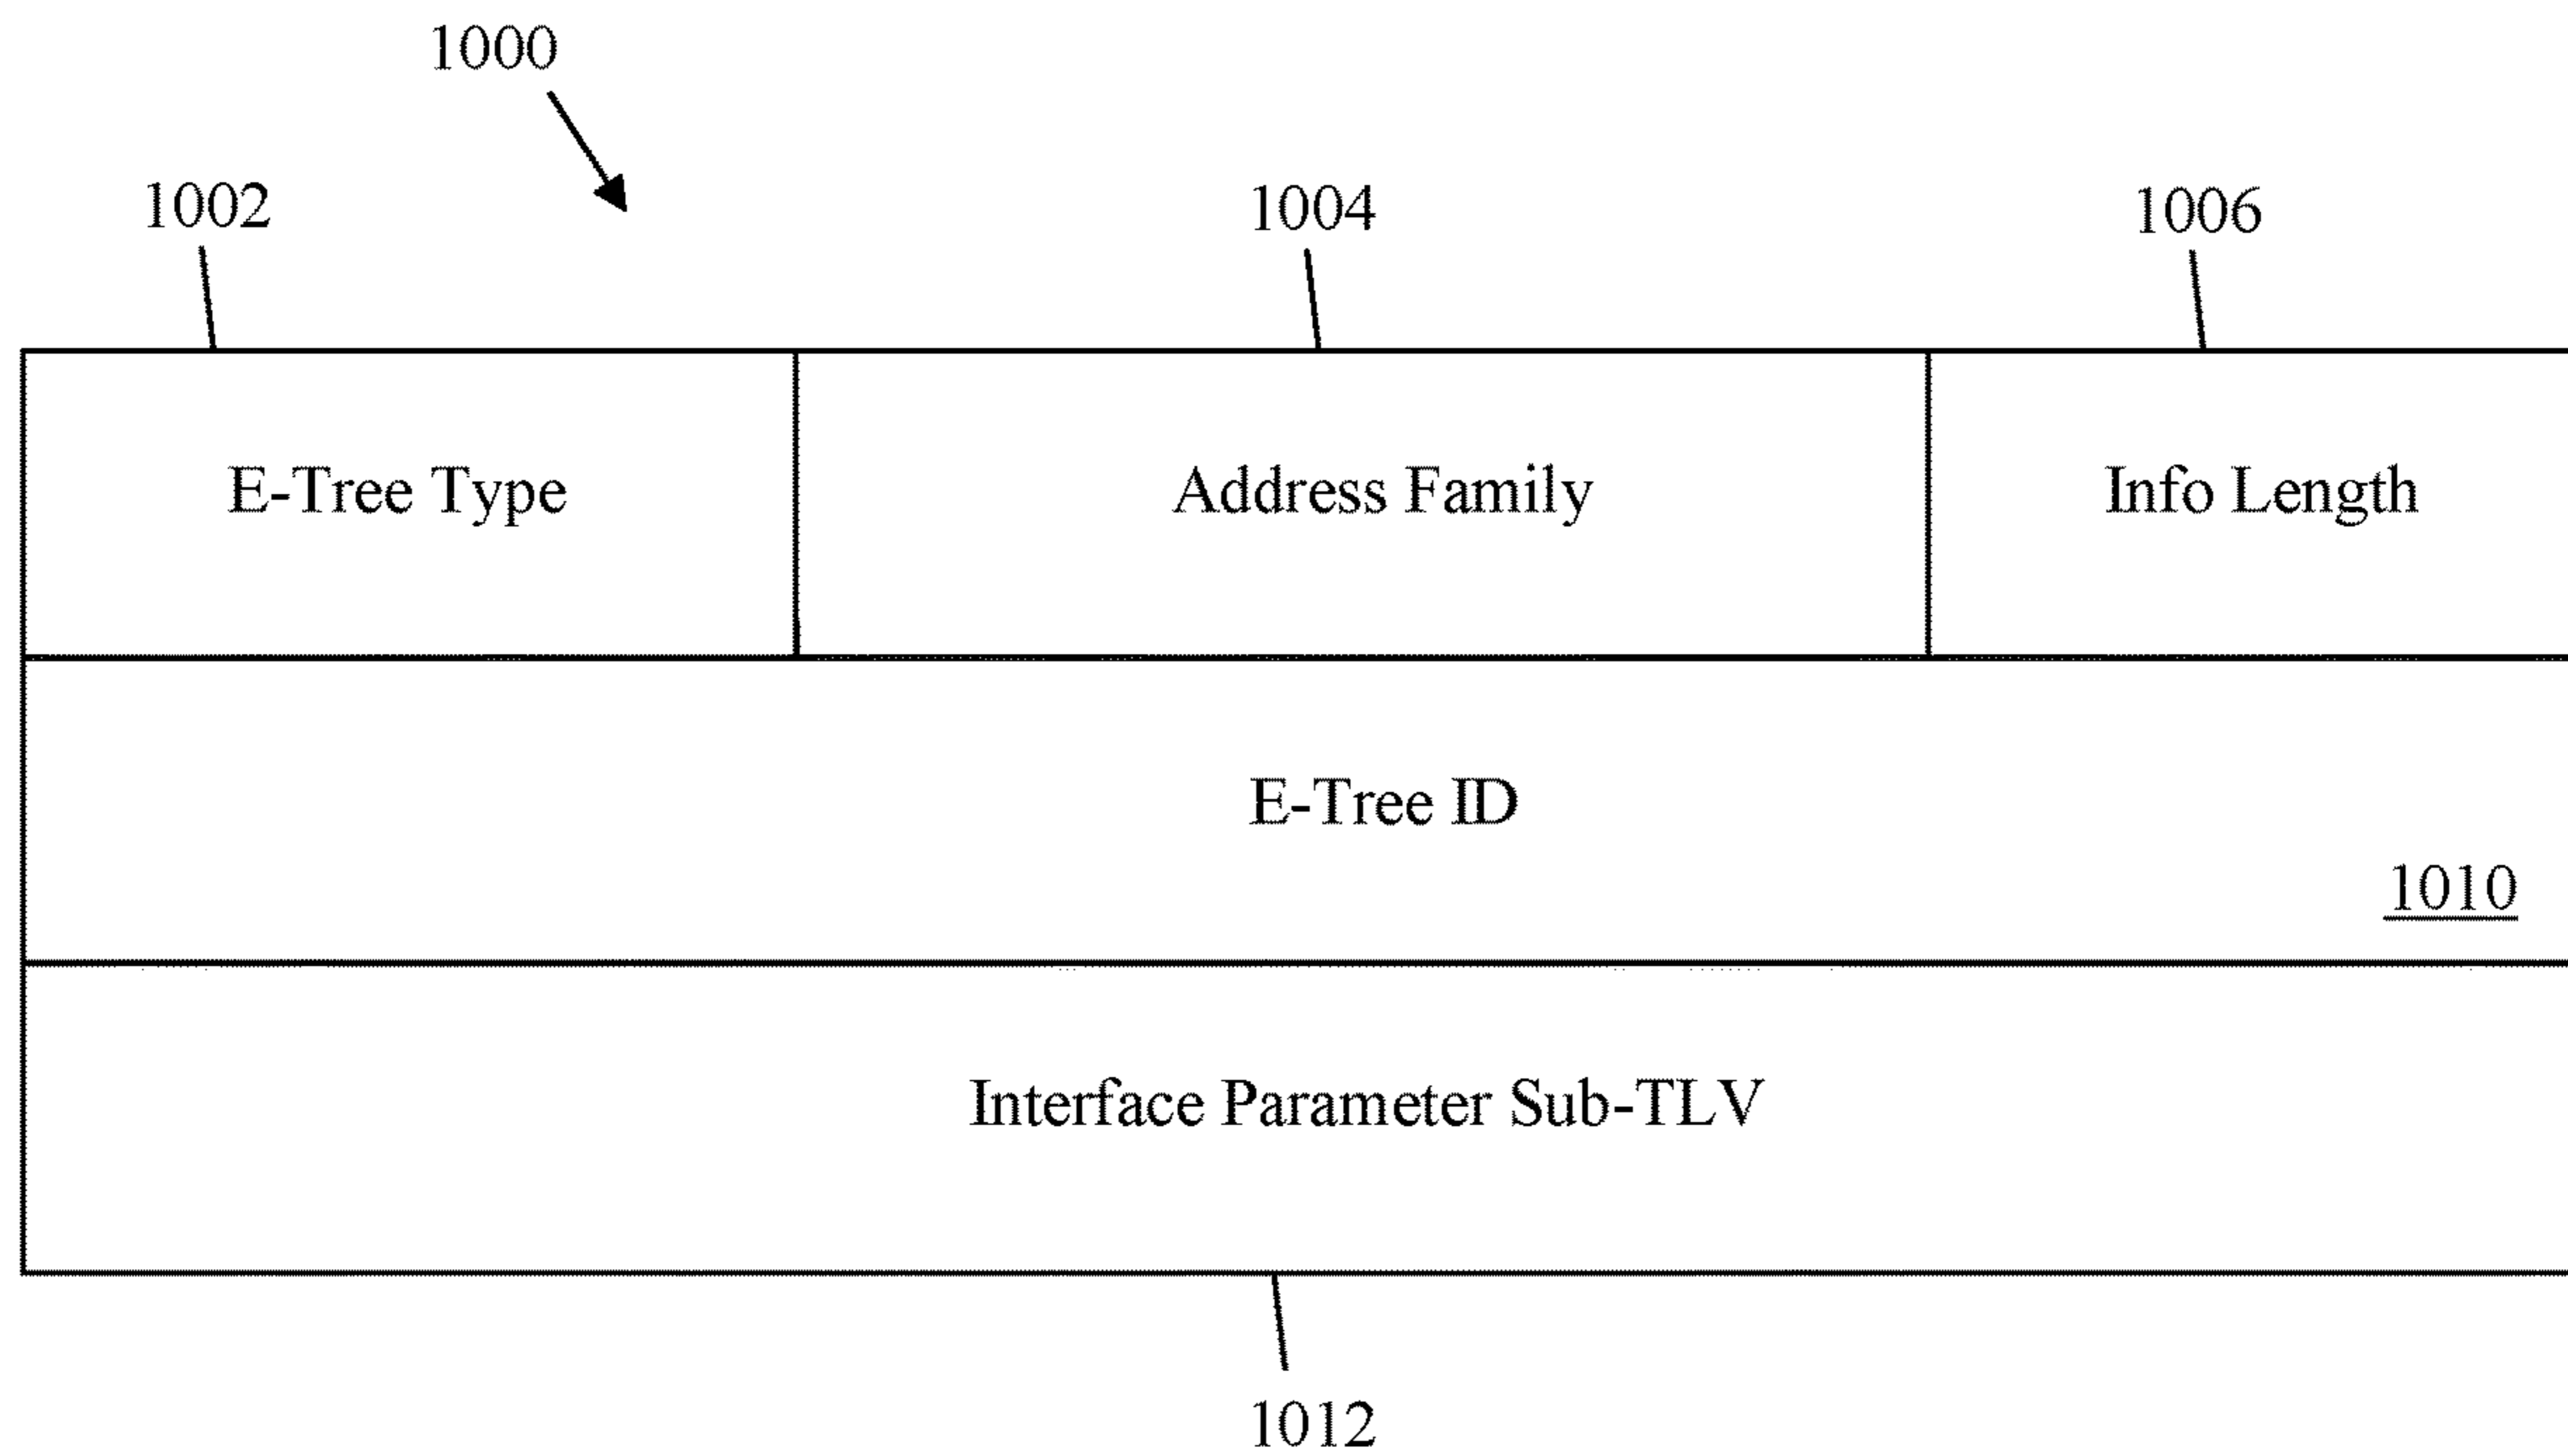 1000
1002
1004
1006
E-Tree Type
Address Family
Info Length
E-Tree ID
1010
Interface Parameter Sub-TLV
1012